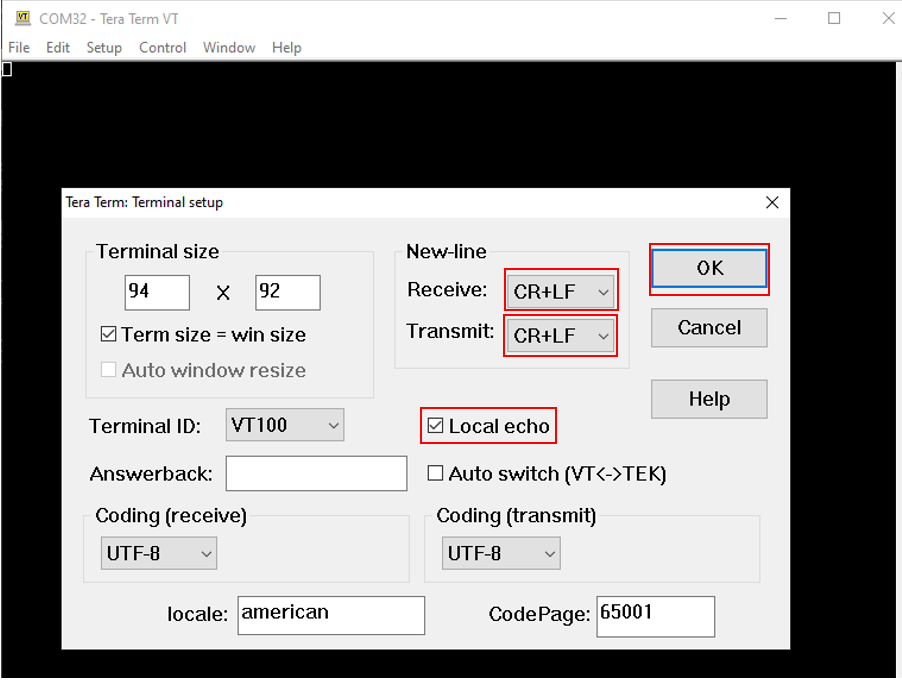 VT COM32 - Tera Term VT
File Edit Setup Control Window Help
Tera Term: Terminal setup
Terminal size
94 X 92
Term size = win size
Auto window resize
New-line
Receive: CR+LF
Transmit: CR+LF
OK
Cancel
Help
Terminal ID: VT100
Local echo
Answerback:
Auto switch (VT<->TEK)
Coding (receive)
UTF-8
Coding (transmit)
UTF-8
locale: american
CodePage: 65001